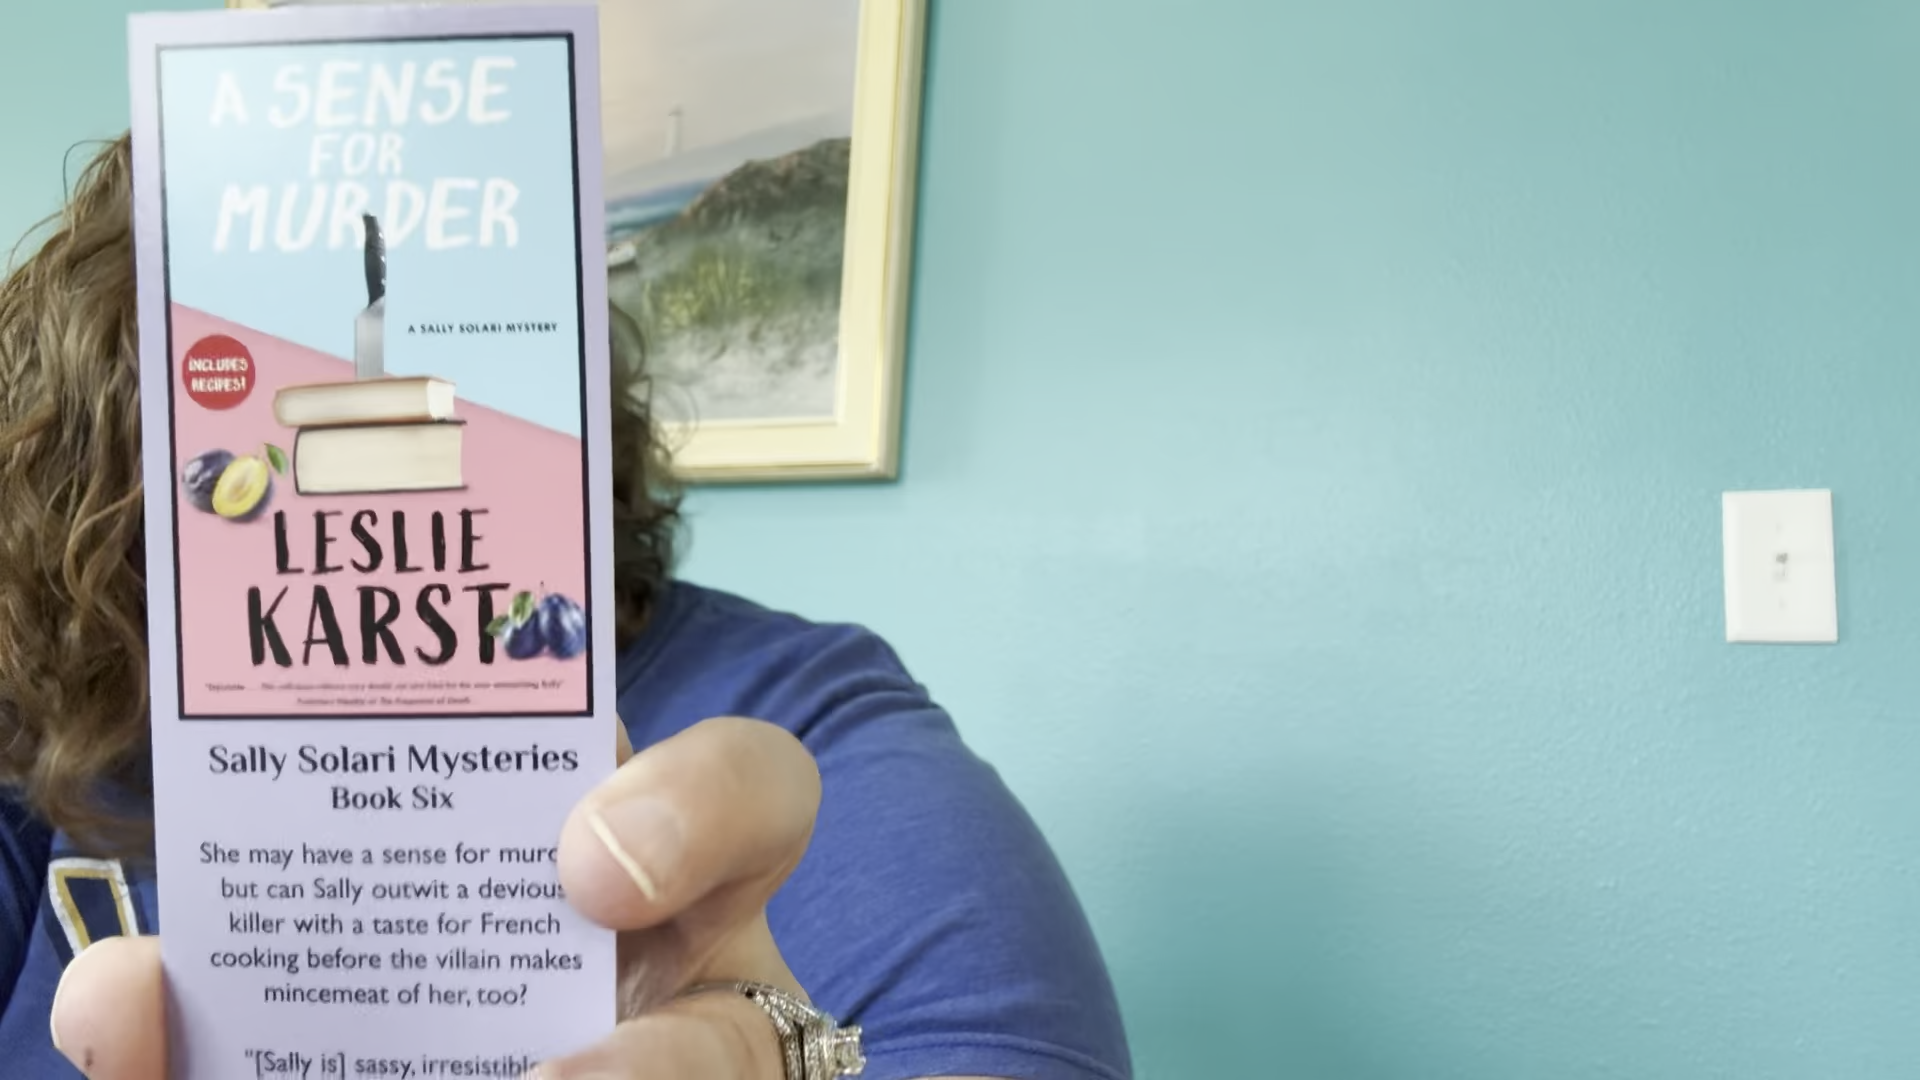 A SENSE
FOR
MURDER
A SALLY SOLARI MYSTERY
INCLUDES
RECIPES!
LESLIE
KARST
Sally Solari Mysteries
Book Six
She may have a sense for
but can Sally outwit a devious
killer with a taste for French
cooking before the villain makes
mincemeat of her, too?
"[Sally is] sassy, irresistible